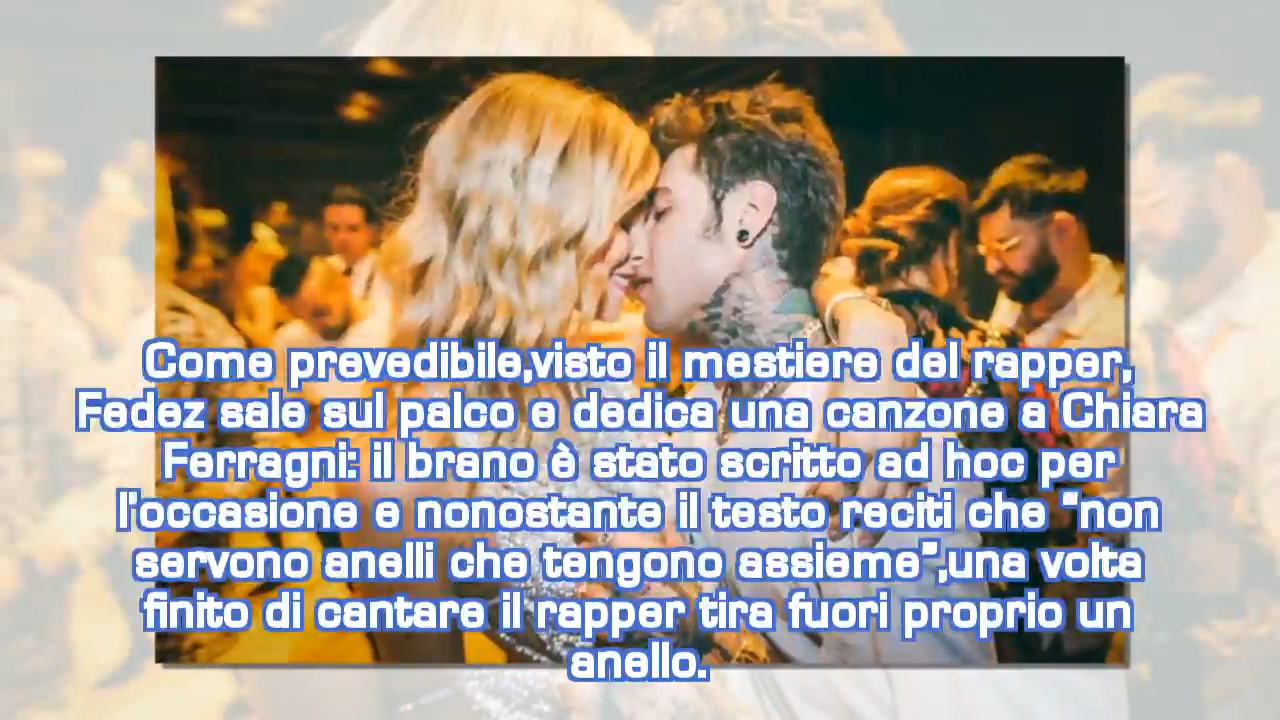 Come prevedibile,visto il mestiere del rapper,
Fedez sale sul palco e dedica una canzone a Chiara
Ferragni: il brano è stato scritto ad hoc per
l'occasione e nonostante il testo reciti che "non
servono anelli che tengono assieme",una volta
finito di cantare il rapper tira fuori proprio un
anello.